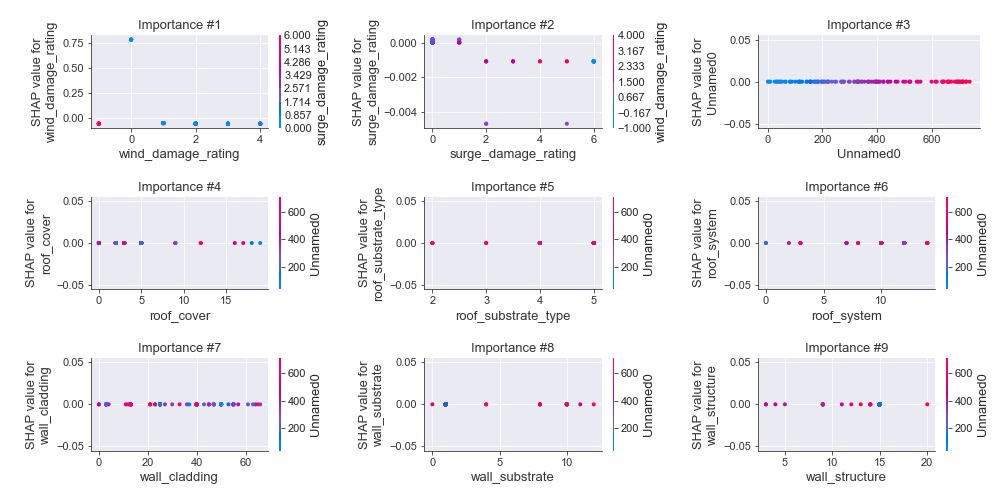 Importance #1
SHAP value for
wind_damage_rating
0.75
0.50
0.25
0.00
0
1
2
3
4
wind_damage_rating
6.000
5.143
4.286
3.429
2.571
1.714
0.857
0.000
surge_damage_rating
Importance #2
SHAP value for
surge_damage_rating
0.000
−0.002
−0.004
0
2
4
6
surge_damage_rating
4.000
3.167
2.333
1.500
0.667
−0.167
−1.000
wind_damage_rating
Importance #3
SHAP value for
Unnamed0
0.05
0.00
−0.05
0
200
400
600
Unnamed0
Importance #4
SHAP value for
roof_cover
0.05
0.00
−0.05
0
5
10
15
roof_cover
600
400
200
Unnamed0
Importance #5
SHAP value for
roof_substrate_type
0.05
0.00
−0.05
2
3
4
5
roof_substrate_type
600
400
200
Unnamed0
Importance #6
SHAP value for
roof_system
0.05
0.00
−0.05
0
5
10
roof_system
600
400
200
Unnamed0
Importance #7
SHAP value for
wall_cladding
0.05
0.00
−0.05
0
20
40
60
wall_cladding
600
400
200
Unnamed0
Importance #8
SHAP value for
wall_substrate
0.05
0.00
−0.05
0
5
10
wall_substrate
600
400
200
Unnamed0
Importance #9
SHAP value for
wall_structure
0.05
0.00
−0.05
5
10
15
20
wall_structure
600
400
200
Unnamed0